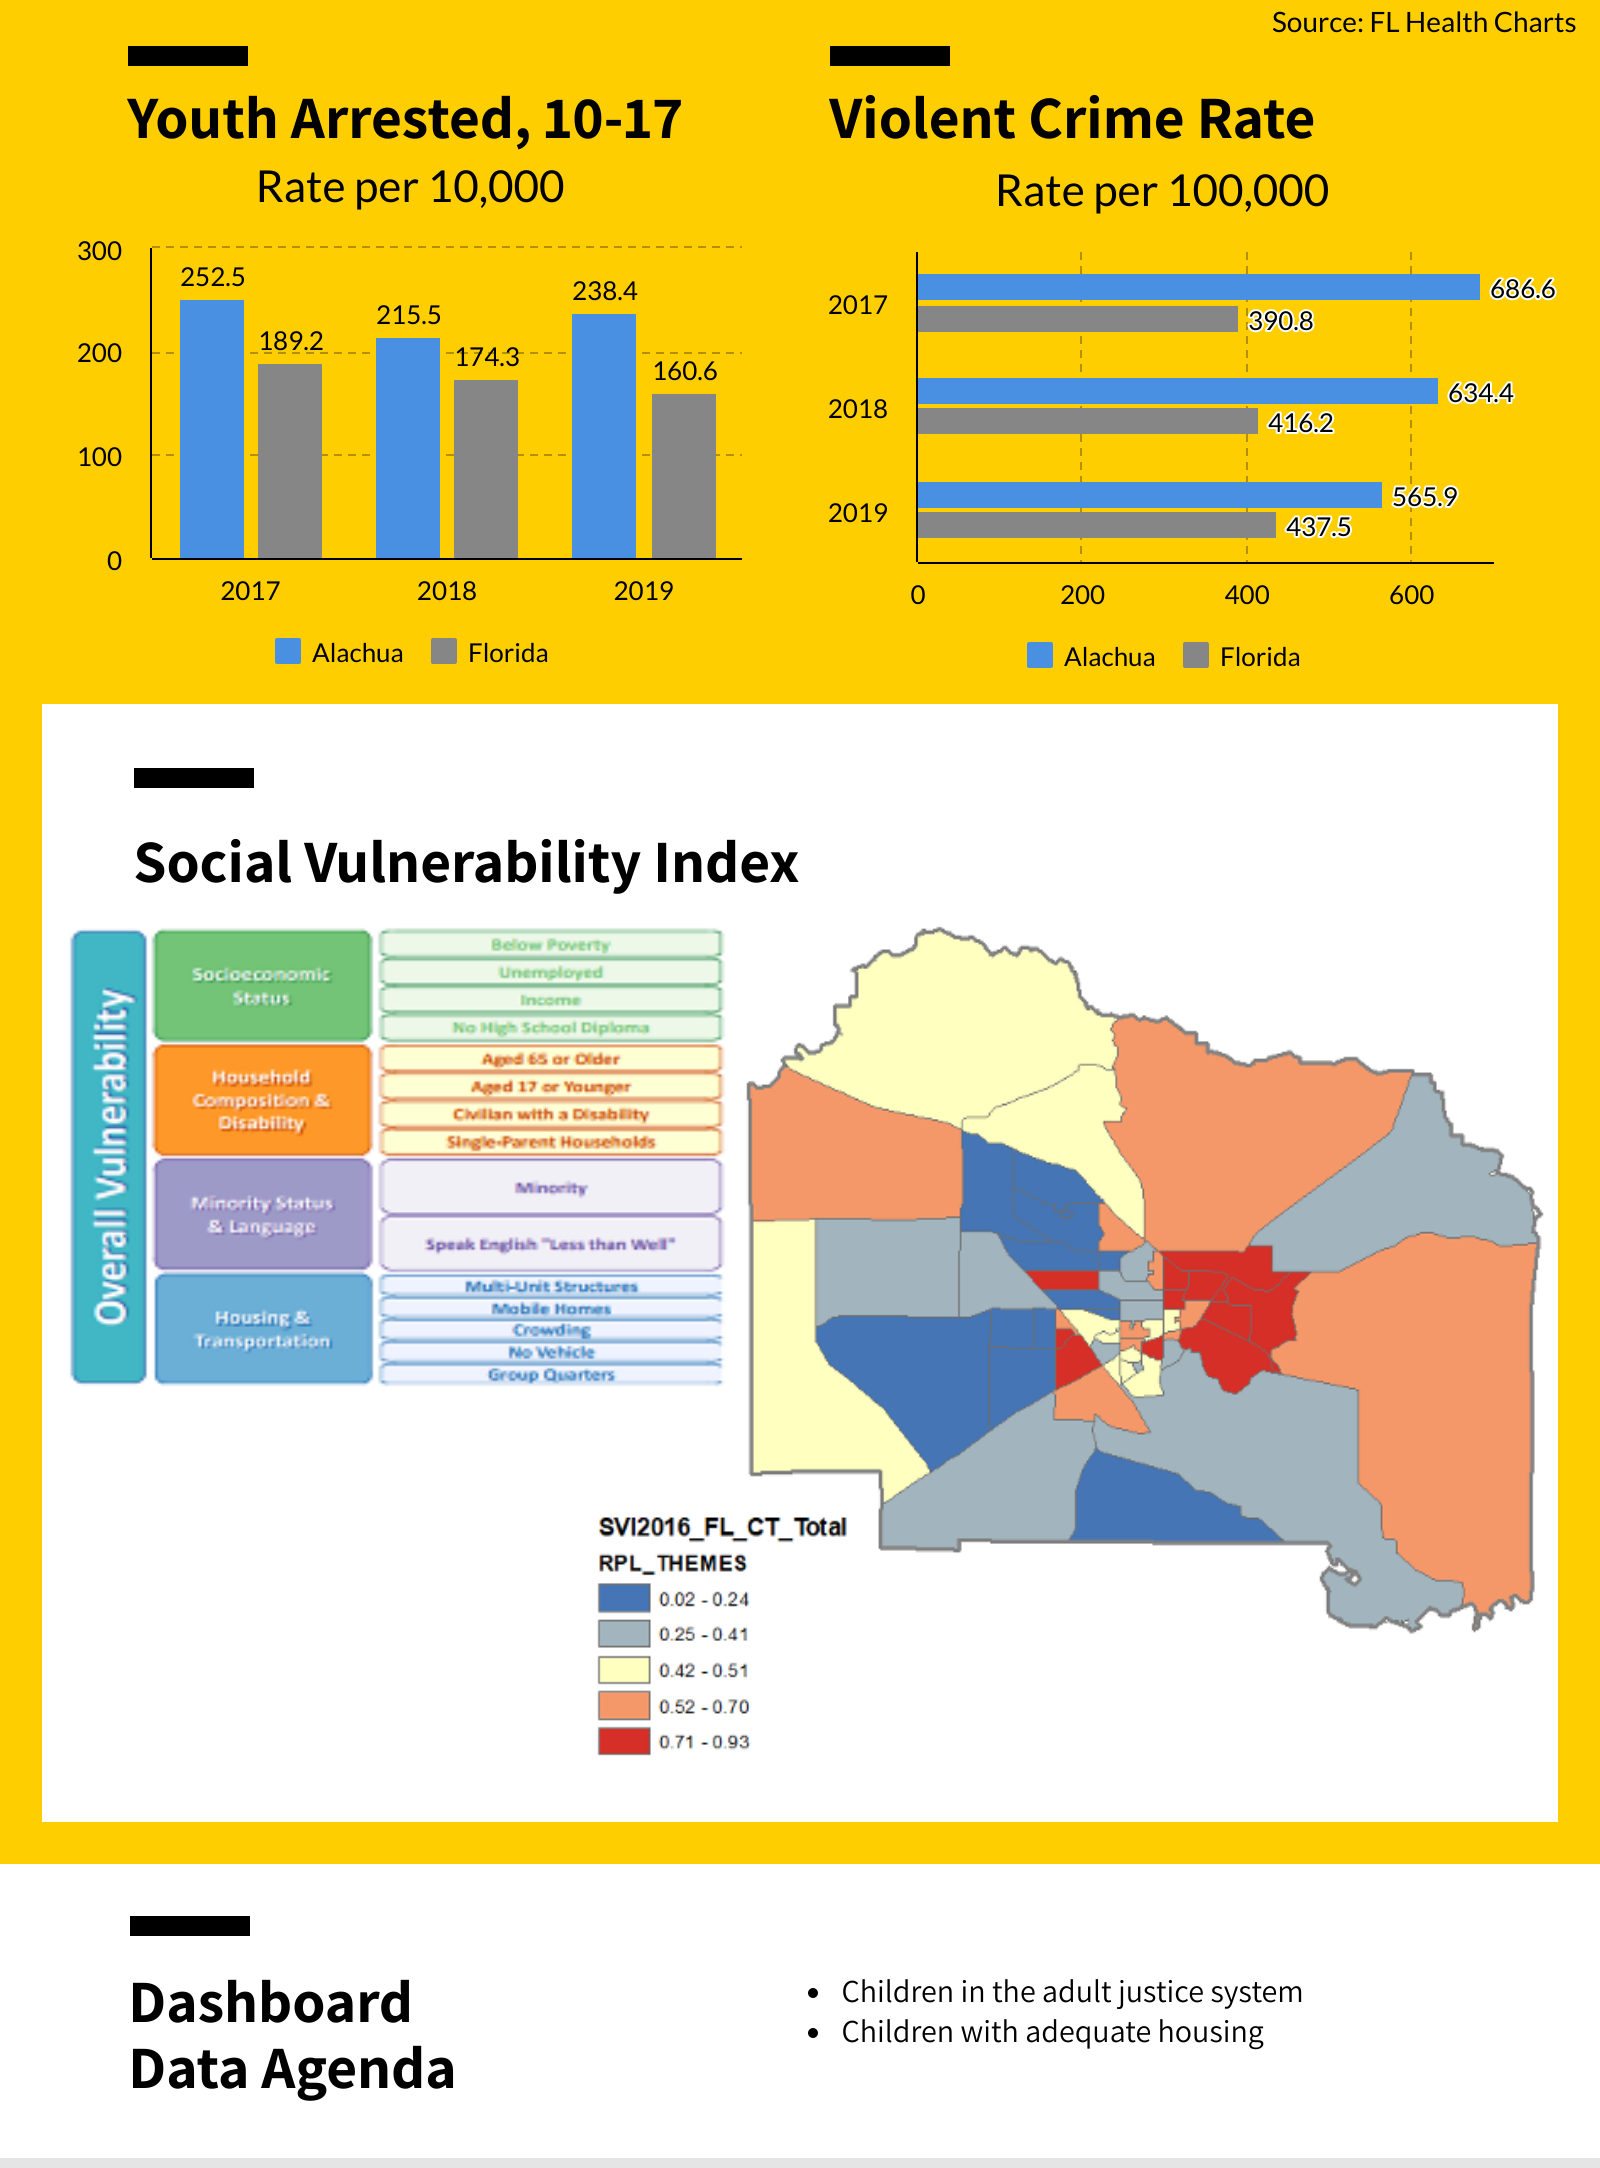 Source: FL Health Charts
Youth Arrested, 10-17
Rate per 10,000
300
200
100
0
252.5
189.2
215.5
174.3
238.4
160.6
2017
2018
2019
Alachua
Florida
Violent Crime Rate
Rate per 100,000
2017
2018
2019
686.6
390.8
634.4
416.2
565.9
437.5
0
200
400
600
Alachua
Florida
Social Vulnerability Index
Overall Vulnerability
Socioeconomic
Status
Below Poverty
Unemployed
Income
No High School Diploma
Household
Composition &
Disability
Aged 65 or Older
Aged 17 or Younger
Civilian with a Disability
Single-Parent Households
Minority Status
& Language
Minority
Speak English "Less than Well"
Housing &
Transportation
Multi-Unit Structures
Mobile Homes
Crowding
No Vehicle
Group Quarters
SVI2016_FL_CT_Total
RPL_THEMES
0.02 - 0.24
0.25 - 0.41
0.42 - 0.51
0.52 - 0.70
0.71 - 0.93
Dashboard
Data Agenda
• Children in the adult justice system
• Children with adequate housing